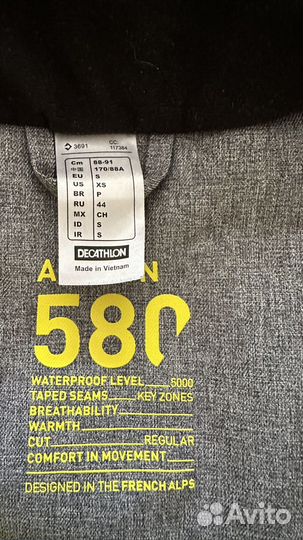 3691 CC: 117384
Cm 88-91
中国 170/88A
EU S
US XS
BR P
RU 44
MX CH
ID S
IR S
DECATHLON
Made in Vietnam
580
WATERPROOF LEVEL 5000
TAPED SEAMS KEY ZONES
BREATHABILITY
WARMTH
CUT REGULAR
COMFORT IN MOVEMENT
DESIGNED IN THE FRENCH ALPS
Avito